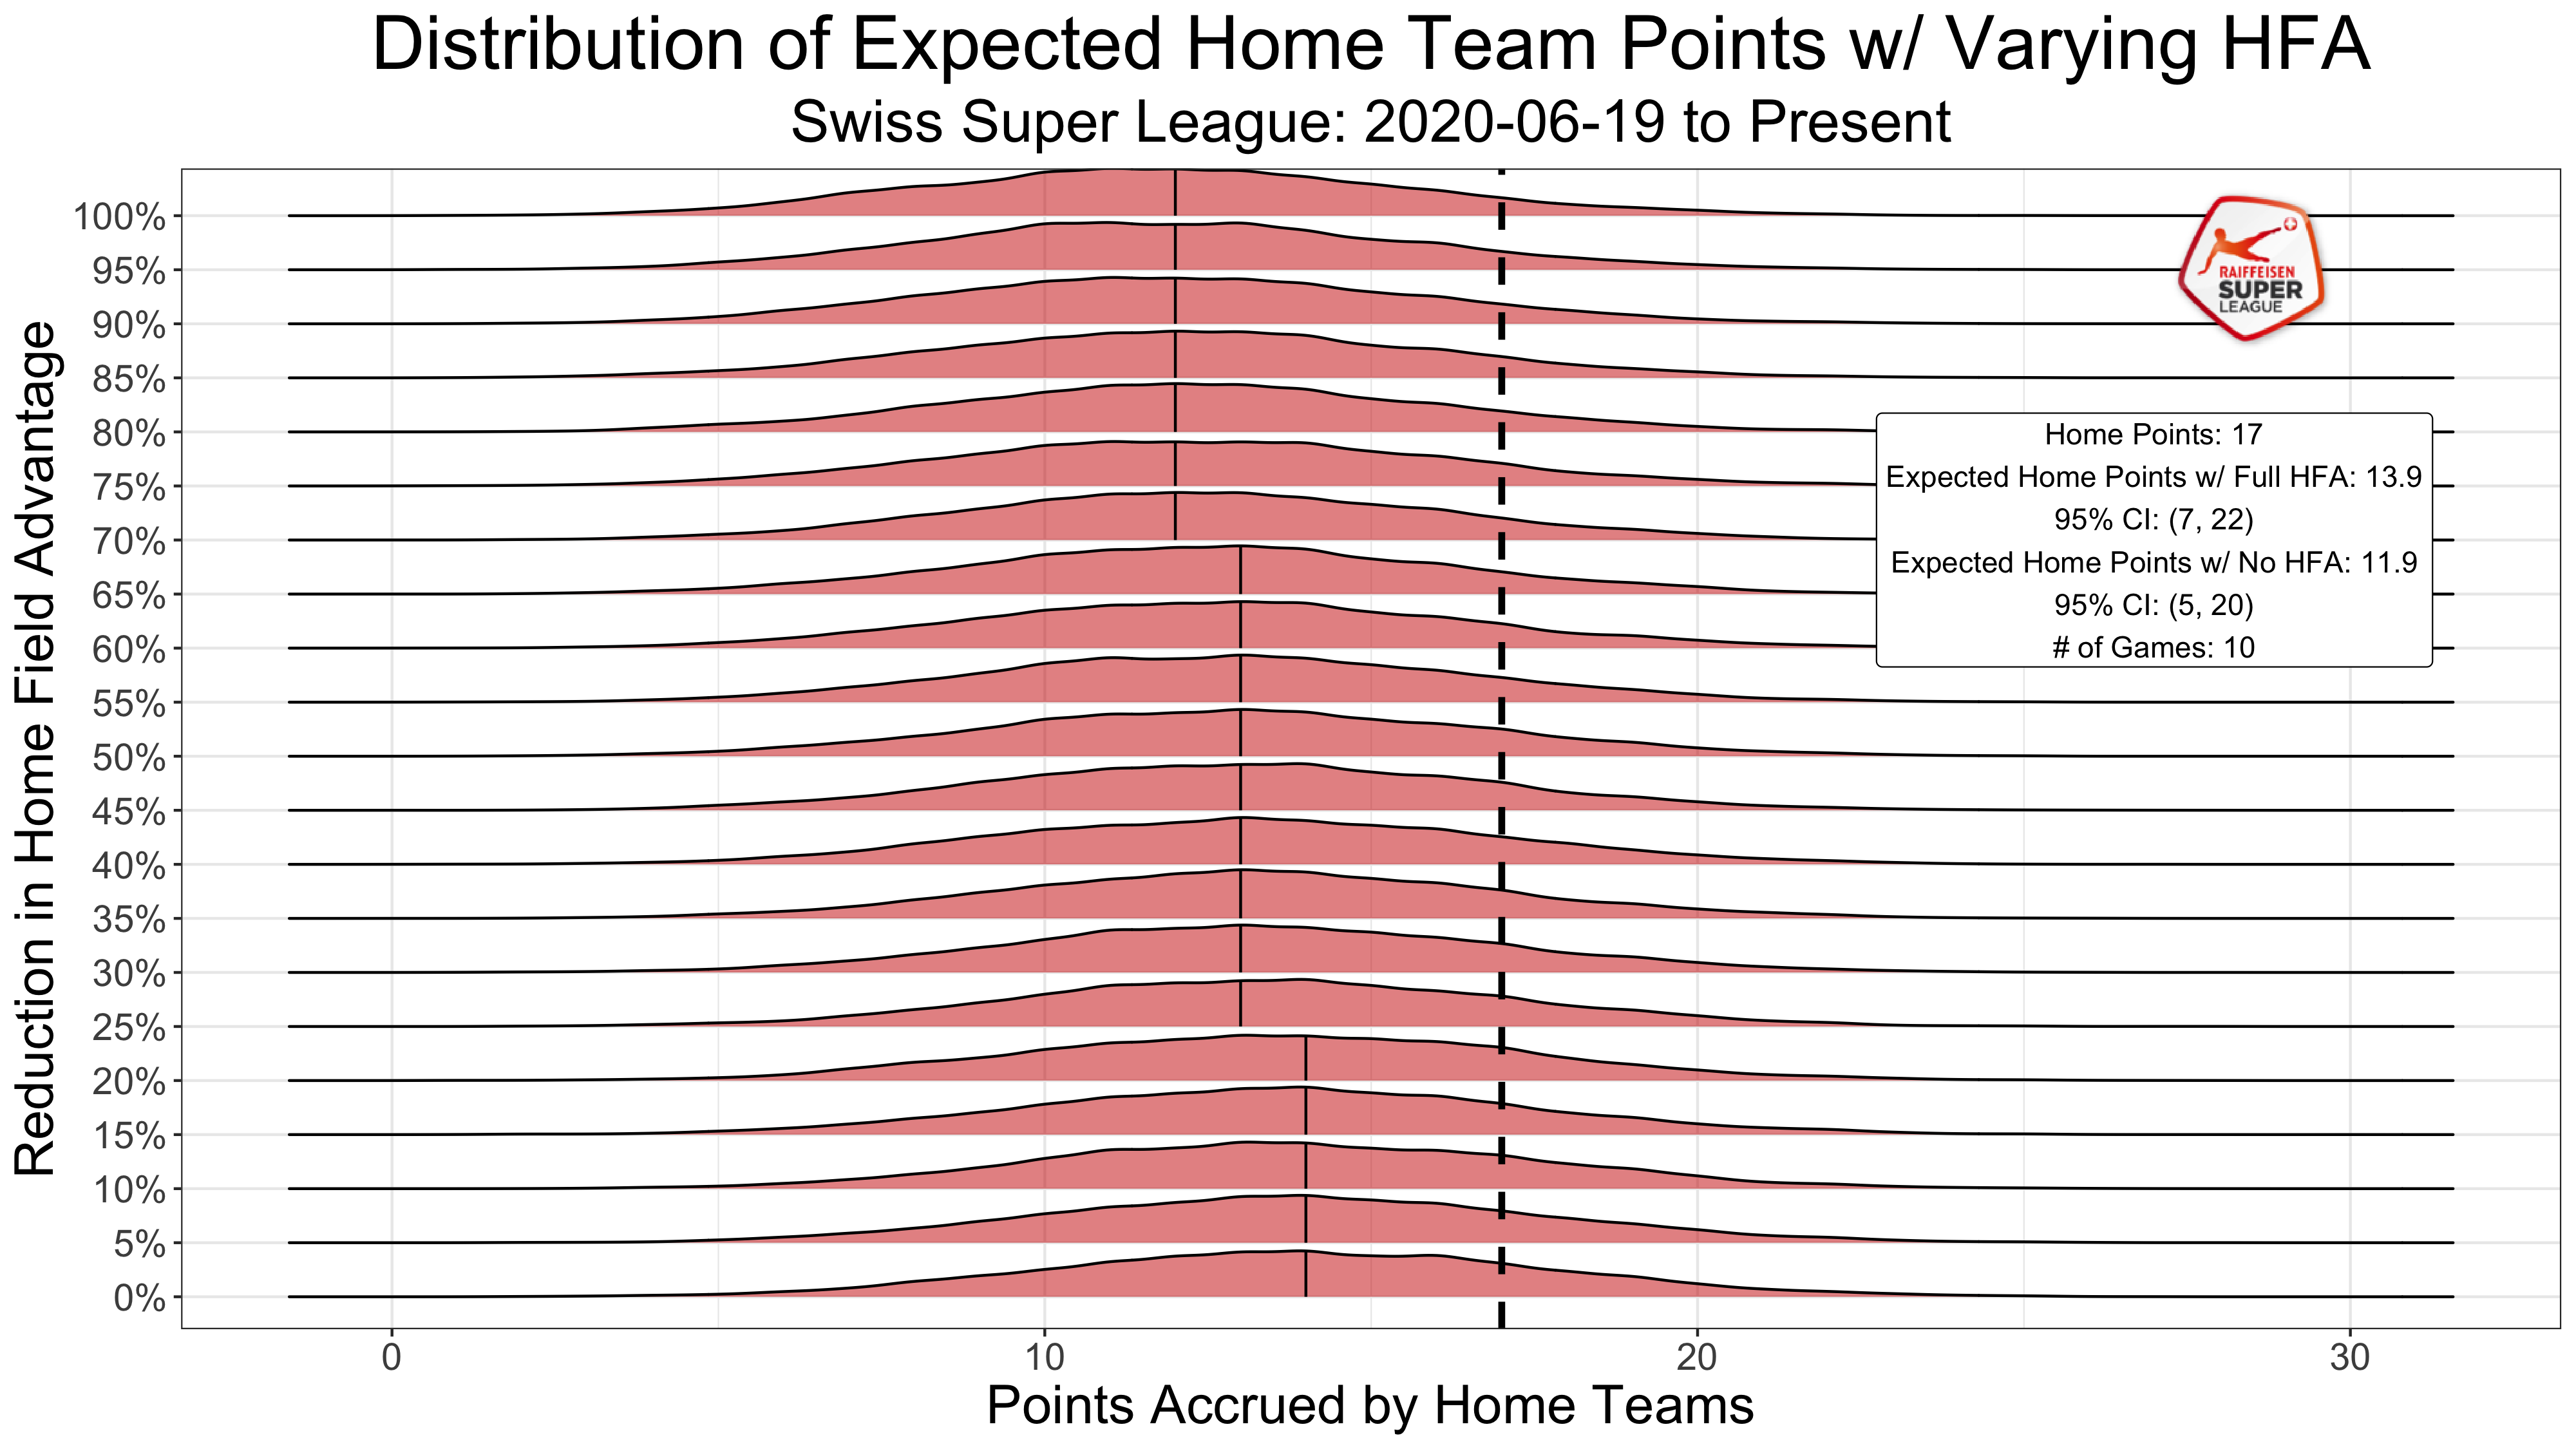 Distribution of Expected Home Team Points w/ Varying HFA
Swiss Super League: 2020-06-19 to Present
Reduction in Home Field Advantage
100%
95%
90%
85%
80%
75%
70%
65%
60%
55%
50%
45%
40%
35%
30%
25%
20%
15%
10%
5%
0%
RAIFFEISEN
SUPER
LEAGUE
Home Points: 17
Expected Home Points w/ Full HFA: 13.9
95% CI: (7, 22)
Expected Home Points w/ No HFA: 11.9
95% CI: (5, 20)
# of Games: 10
0 10 20 30
Points Accrued by Home Teams